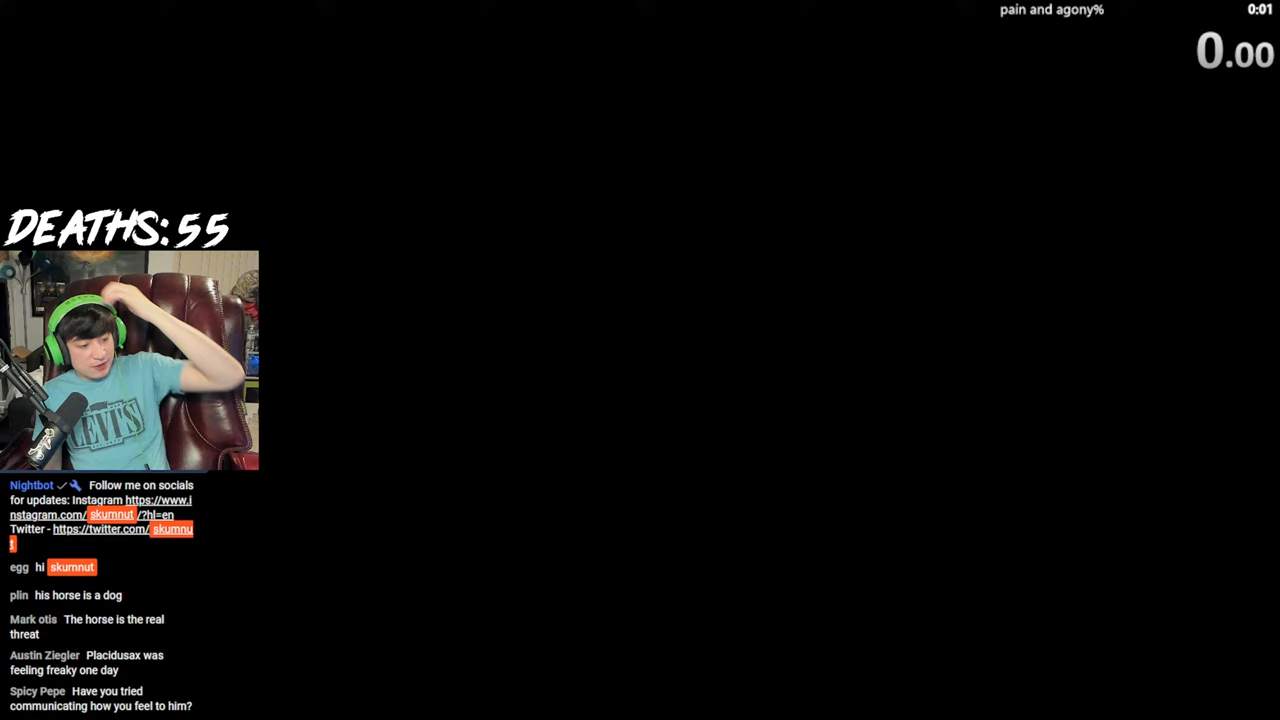 pain and agony%
0:01
0.00
DEATHS: 55
LEVI'S
Nightbot Follow me on socials
for updates: Instagram https://www.i
nstagram.com/skumnut/?hl=en
Twitter - https://twitter.com/skumnu
t
egg hi skumnut
plin his horse is a dog
Mark otis The horse is the real
threat
Austin Ziegler Placidusax was
feeling freaky one day
Spicy Pepe Have you tried
communicating how you feel to him?